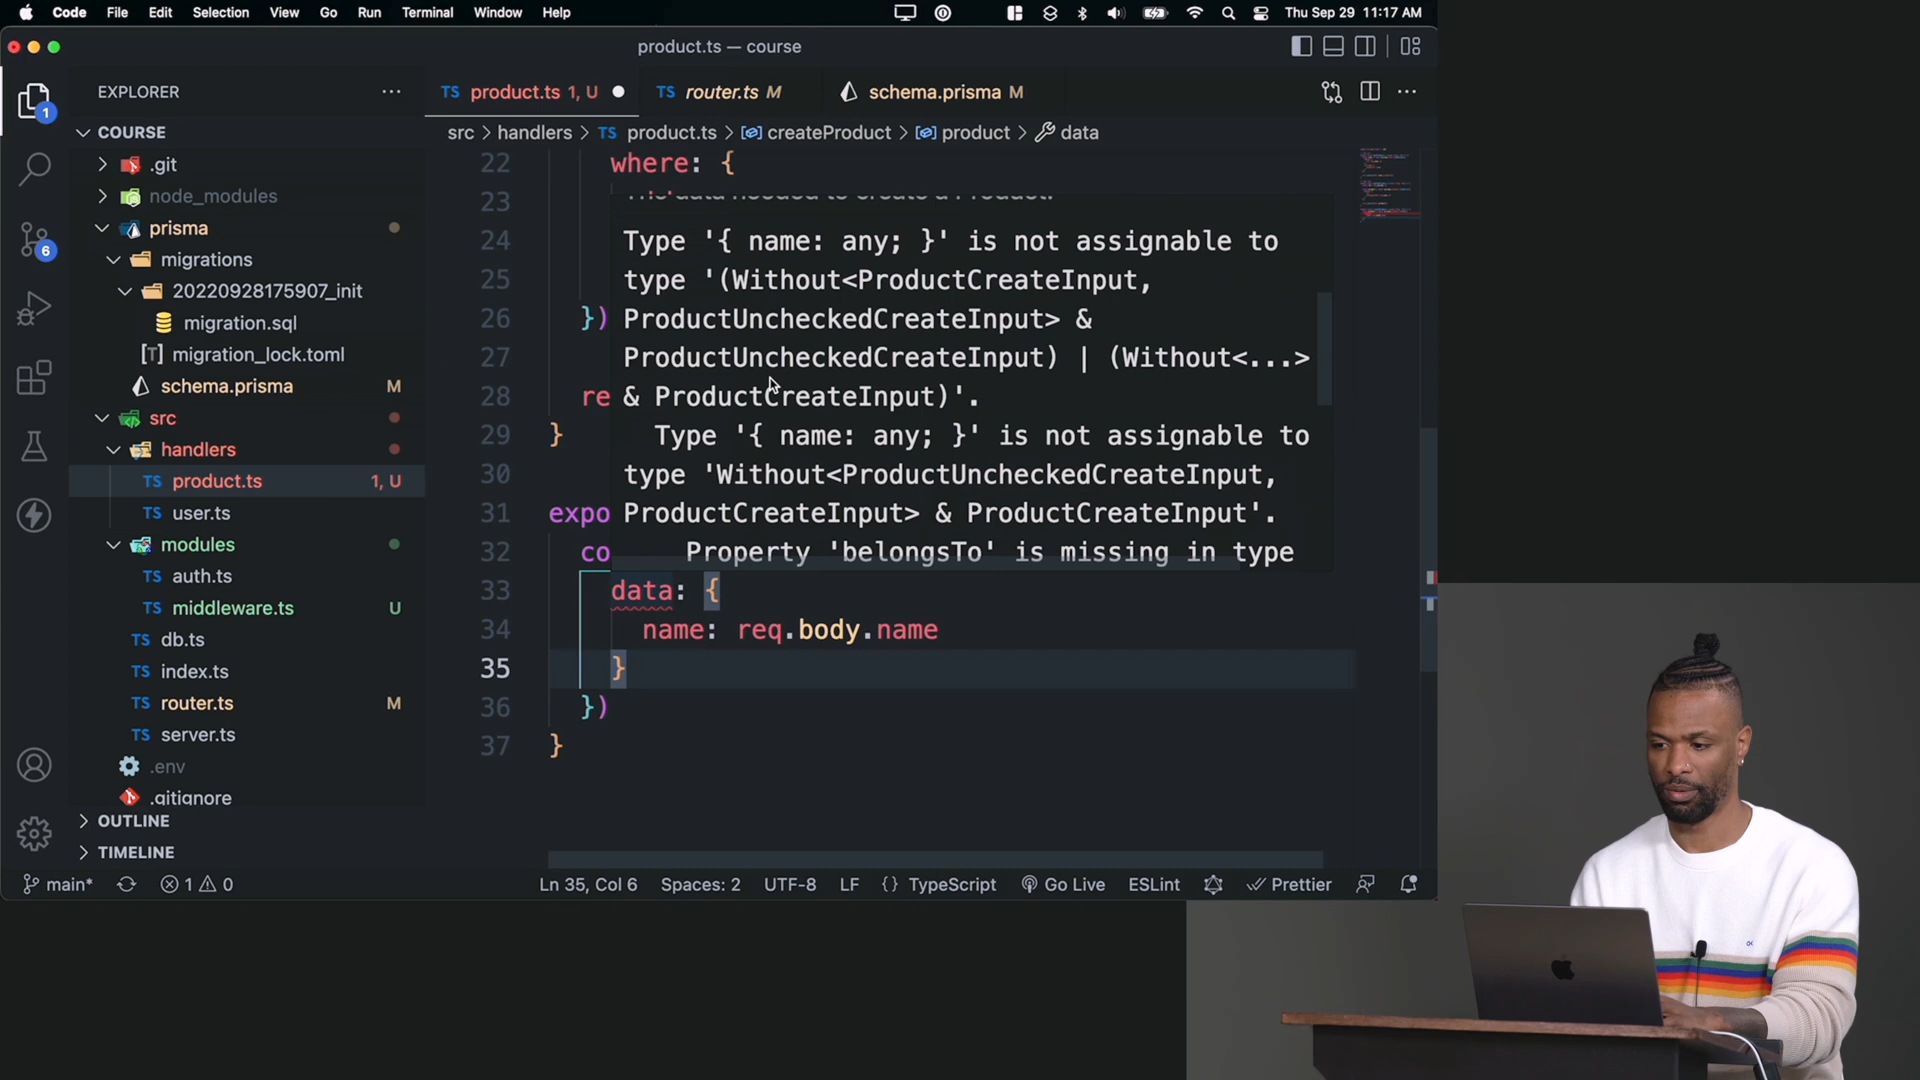 Code File Edit Selection View Go Run Terminal Window Help Thu Sep 29 11:17 AM
product.ts — course
EXPLORER
product.ts 1, U
router.ts M
schema.prisma M
src > handlers > TS product.ts > createProduct > product > data
COURSE
.git
node_modules
prisma
migrations
20220928175907_init
migration.sql
migration_lock.toml
schema.prisma M
src
handlers
TS product.ts 1, U
TS user.ts
modules
TS auth.ts
TS middleware.ts U
TS db.ts
TS index.ts
TS router.ts M
TS server.ts
.env
.gitignore
OUTLINE
TIMELINE
1
6
22 where: {
23
The data needed to create a Product.
24 Type '{ name: any; }' is not assignable to
25 type '(Without<ProductCreateInput,
26 }) ProductUncheckedCreateInput> &
27 ProductUncheckedCreateInput) | (Without<...>
28 re & ProductCreateInput)'.
29 } Type '{ name: any; }' is not assignable to
30 type 'Without<ProductUncheckedCreateInput,
31 expo ProductCreateInput> & ProductCreateInput'.
32 co Property 'belongsTo' is missing in type
33 data: {
34 name: req.body.name
35 }
36 })
37 }
main* 1 0 Ln 35, Col 6 Spaces: 2 UTF-8 LF {} TypeScript Go Live ESLint Prettier